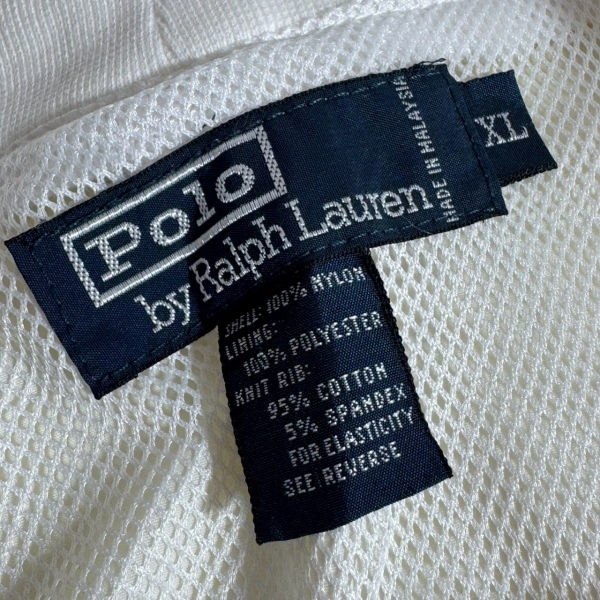 Polo
by Ralph Lauren
MADE IN MALAYSIA
XL
SHELL: 100% NYLON
LINING:
100% POLYESTER
KNIT RIB:
95% COTTON
5% SPANDEX
FOR ELASTICITY
SEE REVERSE